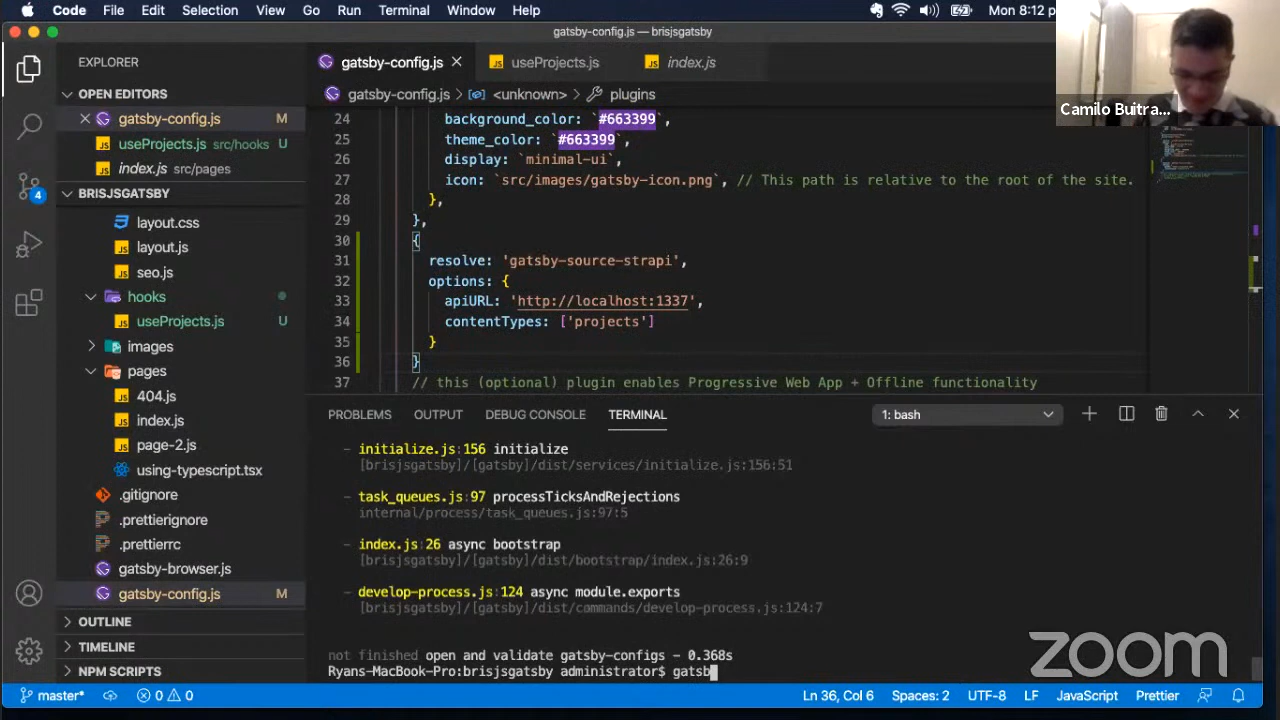 Code File Edit Selection View Go Run Terminal Window Help Mon 8:12 p
gatsby-config.js — brisjsgatsby
Camilo Buitra...
EXPLORER
OPEN EDITORS
gatsby-config.js M
useProjects.js src/hooks U
index.js src/pages
BRISJSGATSBY
layout.css
layout.js
seo.js
hooks
useProjects.js U
images
pages
404.js
index.js
page-2.js
using-typescript.tsx
.gitignore
.prettierignore
.prettierrc
gatsby-browser.js
gatsby-config.js M
OUTLINE
TIMELINE
NPM SCRIPTS
4
gatsby-config.js useProjects.js index.js
gatsby-config.js > <unknown> > plugins
24 background_color: `#663399`,
25 theme_color: `#663399`,
26 display: `minimal-ui`,
27 icon: `src/images/gatsby-icon.png`, // This path is relative to the root of the site.
28 },
29 },
30 {
31 resolve: 'gatsby-source-strapi',
32 options: {
33 apiURL: 'http://localhost:1337',
34 contentTypes: ['projects']
35 }
36 }
37 // this (optional) plugin enables Progressive Web App + Offline functionality
PROBLEMS OUTPUT DEBUG CONSOLE TERMINAL 1: bash
- initialize.js:156 initialize
[brisjsgatsby]/[gatsby]/dist/services/initialize.js:156:51
- task_queues.js:97 processTicksAndRejections
internal/process/task_queues.js:97:5
- index.js:26 async bootstrap
[brisjsgatsby]/[gatsby]/dist/bootstrap/index.js:26:9
- develop-process.js:124 async module.exports
[brisjsgatsby]/[gatsby]/dist/commands/develop-process.js:124:7
not finished open and validate gatsby-configs - 0.368s
Ryans-MacBook-Pro:brisjsgatsby administrator$ gatsb
zoom
master* 0 0 Ln 36, Col 6 Spaces: 2 UTF-8 LF JavaScript Prettier